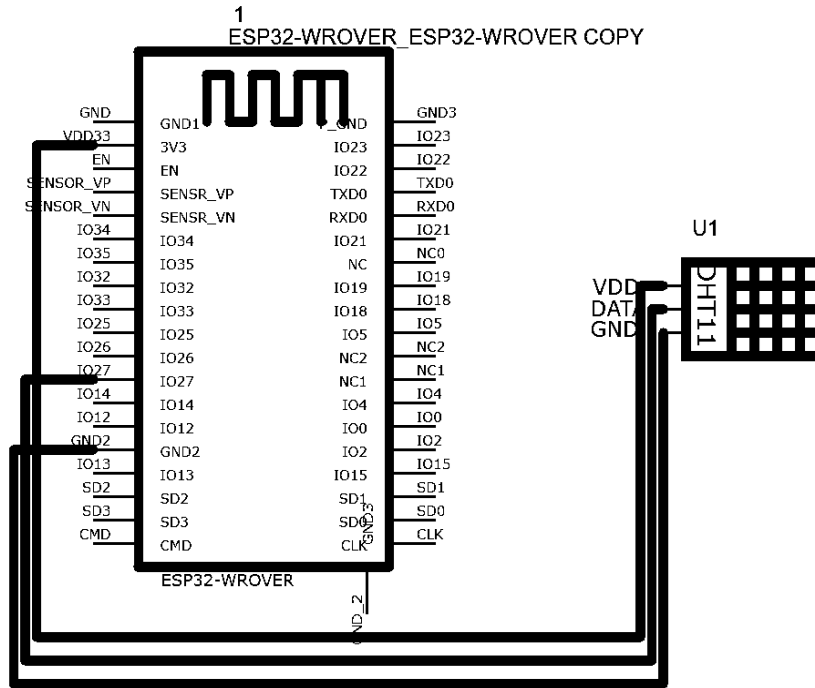 1
ESP32-WROVER_ESP32-WROVER COPY
GND
GND1
GND3
VDD33
3V3
IO23
IO23
EN
EN
IO22
IO22
SENSOR_VP
SENSR_VP
TXD0
TXD0
SENSOR_VN
SENSR_VN
RXD0
RXD0
IO34
IO34
IO21
IO21
IO35
IO35
NC
NC0
IO32
IO32
IO19
IO19
IO33
IO33
IO18
IO18
IO25
IO25
IO5
IO5
IO26
IO26
NC2
NC2
IO27
IO27
NC1
NC1
IO14
IO14
IO4
IO4
IO12
IO12
IO0
IO0
GND2
GND2
IO2
IO2
IO13
IO13
IO15
IO15
SD2
SD2
SD1
SD1
SD3
SD3
SD0
SD0
CMD
CMD
CLK
CLK
GND3
GND_2
ESP32-WROVER
U1
VDD
DATA
GND
DHT11